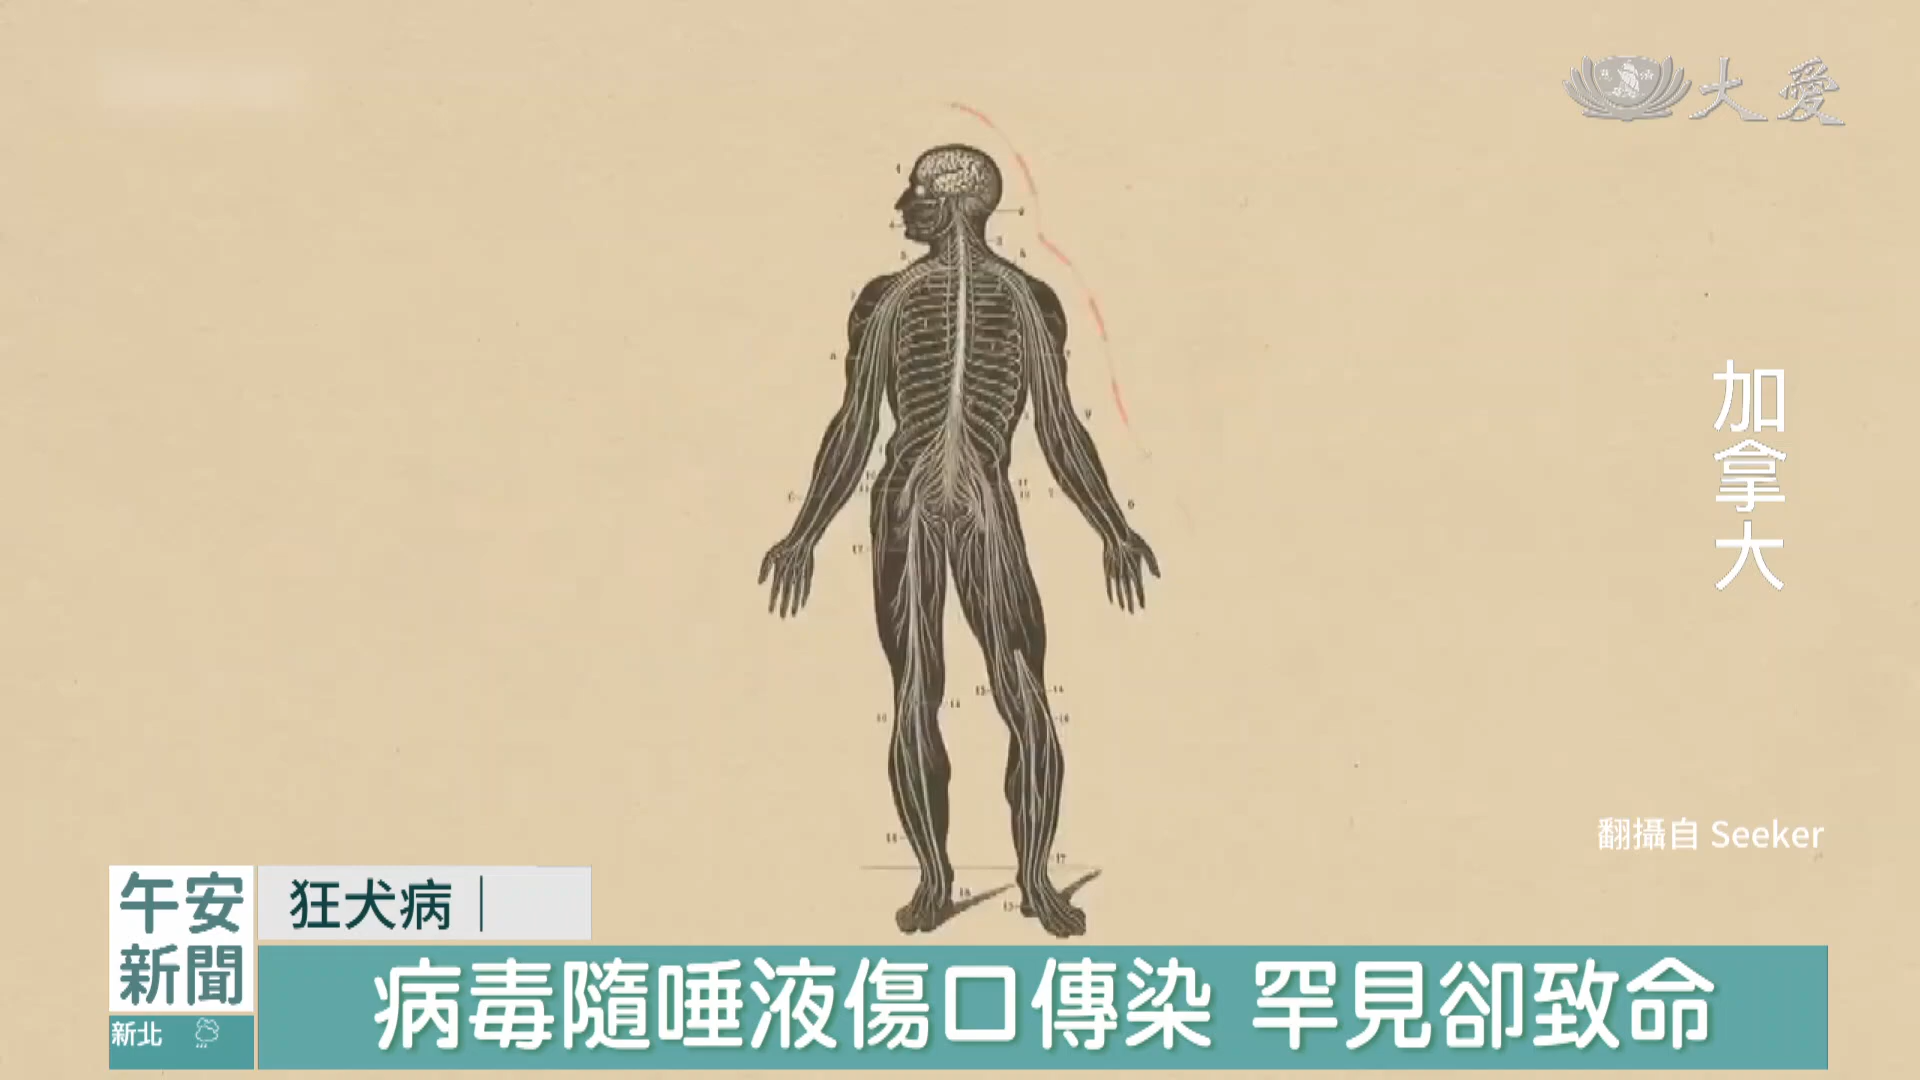 大愛
加拿大
翻攝自 Seeker
午安
新聞
狂犬病
病毒隨唾液傷口傳染 罕見卻致命
新北